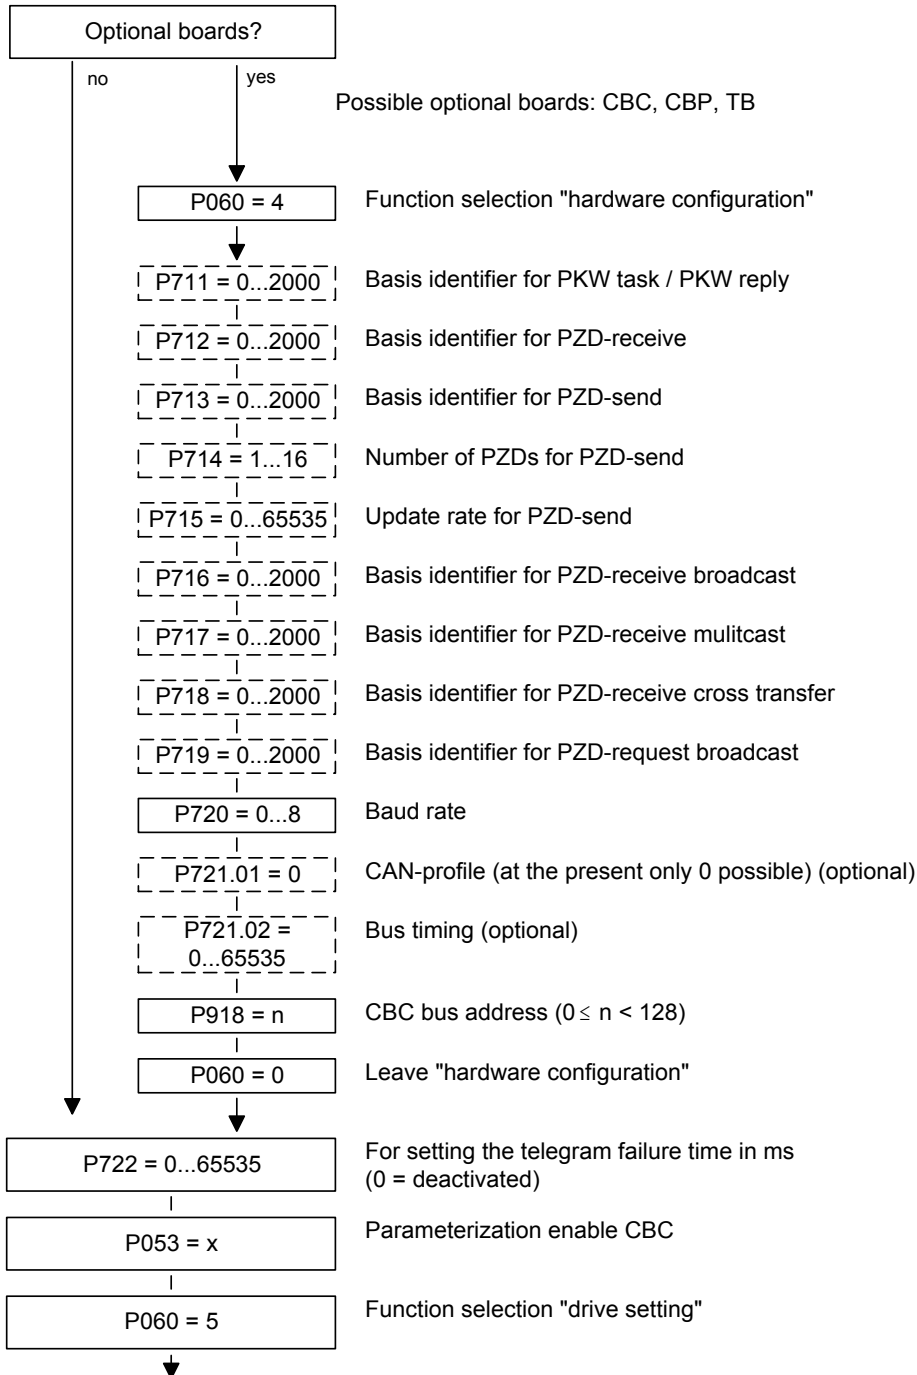 Optional boards?
no
yes
Possible optional boards: CBC, CBP, TB
P060 = 4
Function selection "hardware configuration"
P711 = 0...2000
Basis identifier for PKW task / PKW reply
P712 = 0...2000
Basis identifier for PZD-receive
P713 = 0...2000
Basis identifier for PZD-send
P714 = 1...16
Number of PZDs for PZD-send
P715 = 0...65535
Update rate for PZD-send
P716 = 0...2000
Basis identifier for PZD-receive broadcast
P717 = 0...2000
Basis identifier for PZD-receive mulitcast
P718 = 0...2000
Basis identifier for PZD-receive cross transfer
P719 = 0...2000
Basis identifier for PZD-request broadcast
P720 = 0...8
Baud rate
P721.01 = 0
CAN-profile (at the present only 0 possible) (optional)
P721.02 =
0...65535
Bus timing (optional)
P918 = n
CBC bus address (0 ≤ n < 128)
P060 = 0
Leave "hardware configuration"
P722 = 0...65535
For setting the telegram failure time in ms
(0 = deactivated)
P053 = x
Parameterization enable CBC
P060 = 5
Function selection "drive setting"